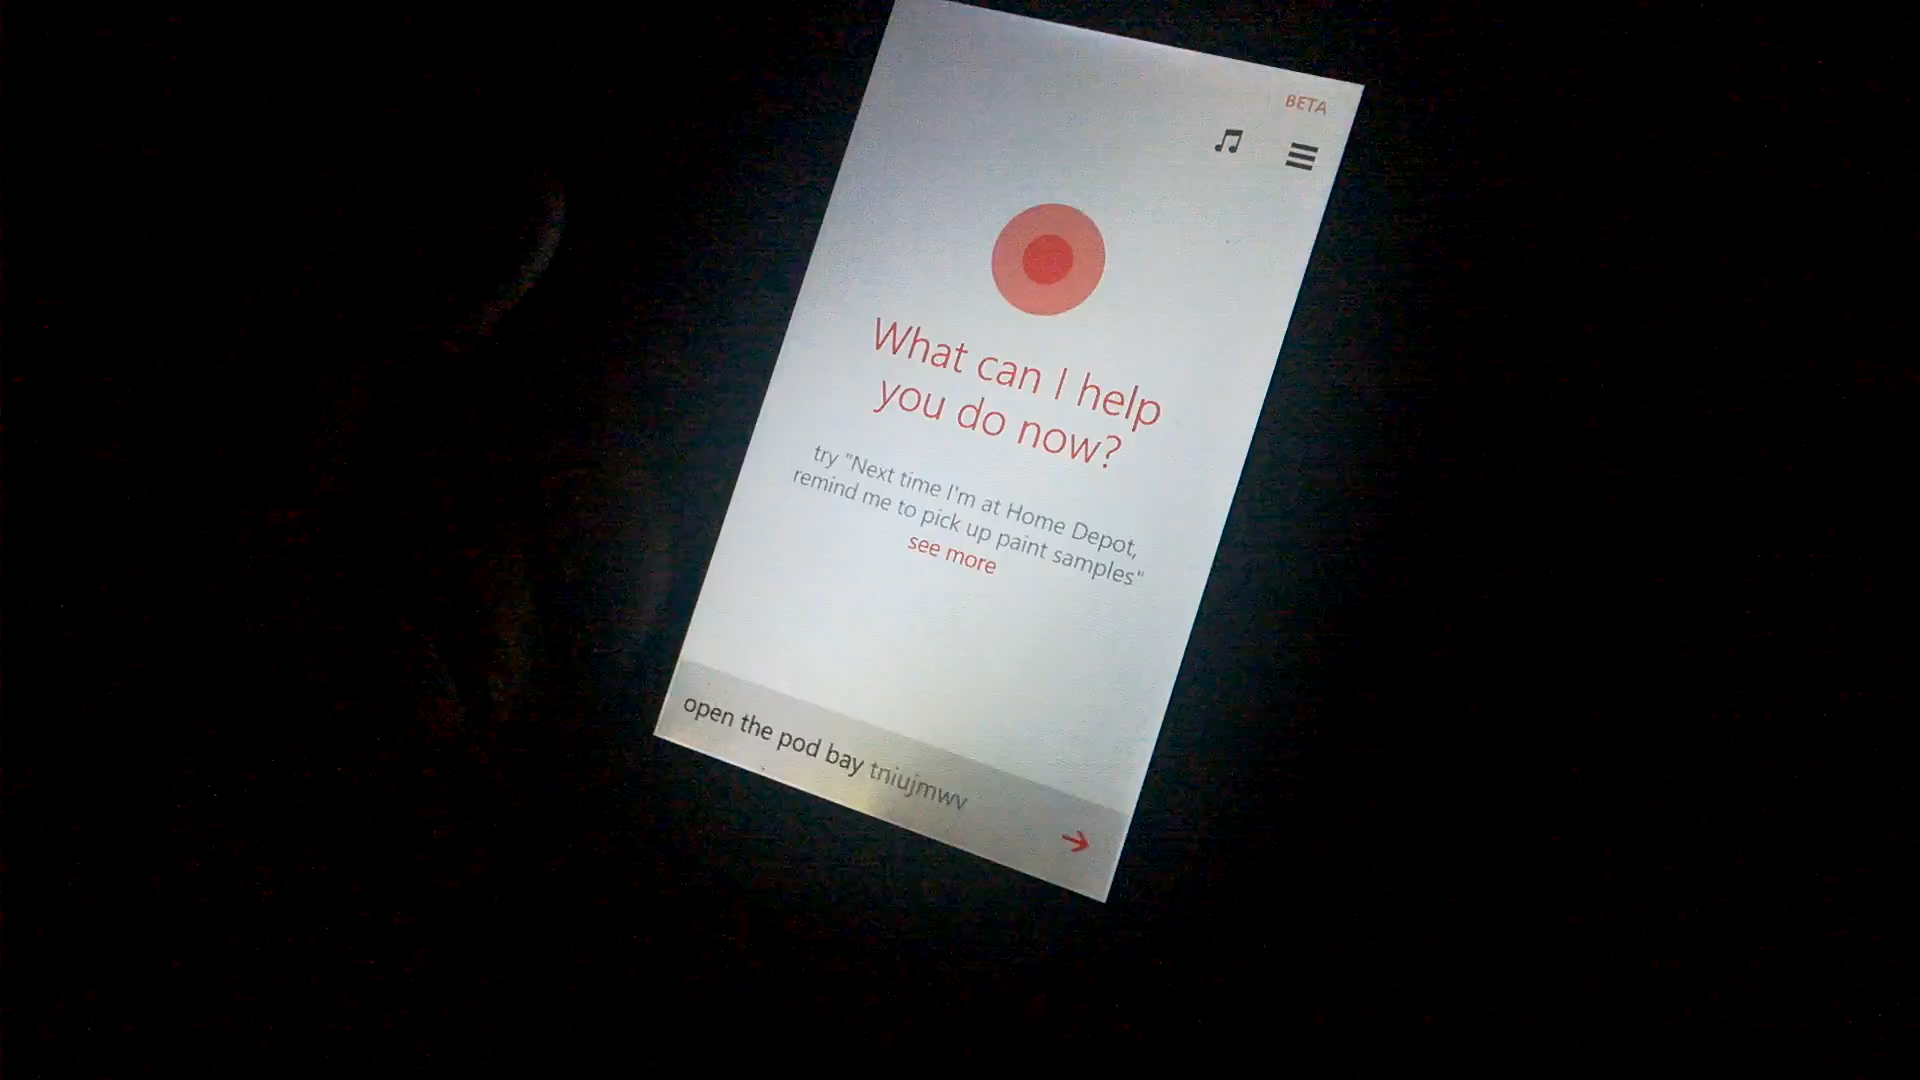 BETA
What can I help
you do now?
try "Next time I'm at Home Depot,
remind me to pick up paint samples"
see more
open the pod bay tniujmwv